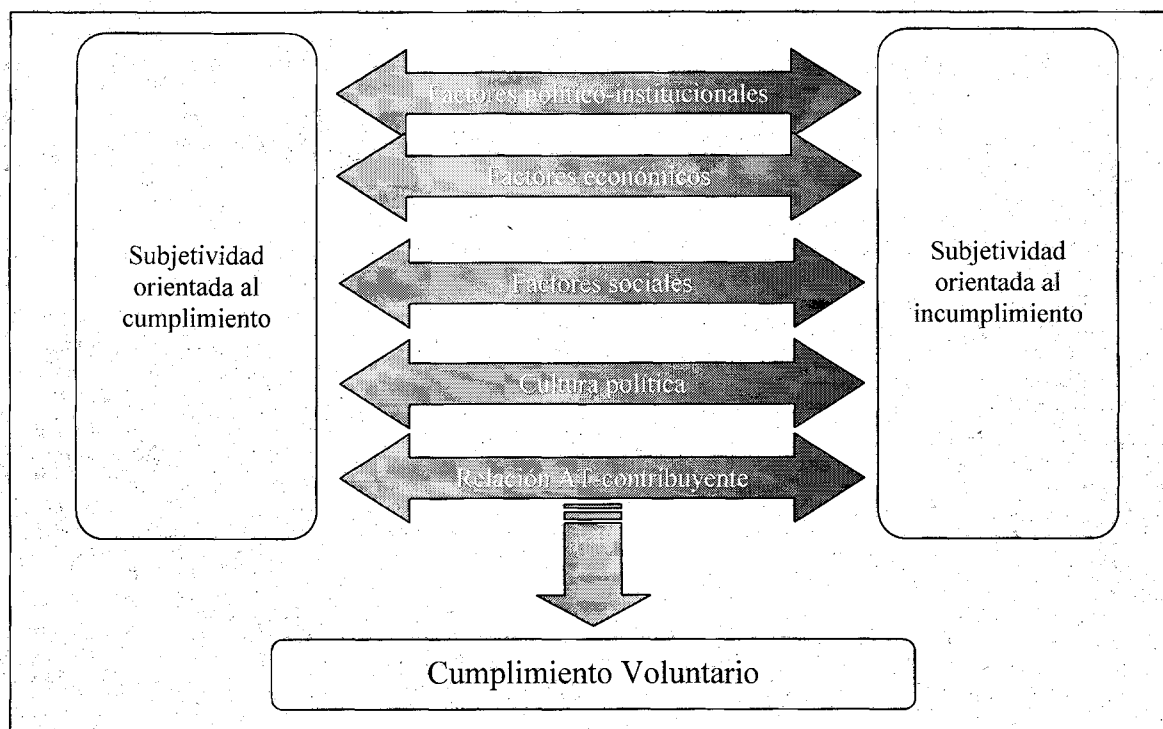 Factores político-institucionales
Factores económicos
Subjetividad
orientada al
cumplimiento
Factores sociales
Subjetividad
orientada al
incumplimiento
Cultura política
Relación AT-contribuyente
Cumplimiento Voluntario